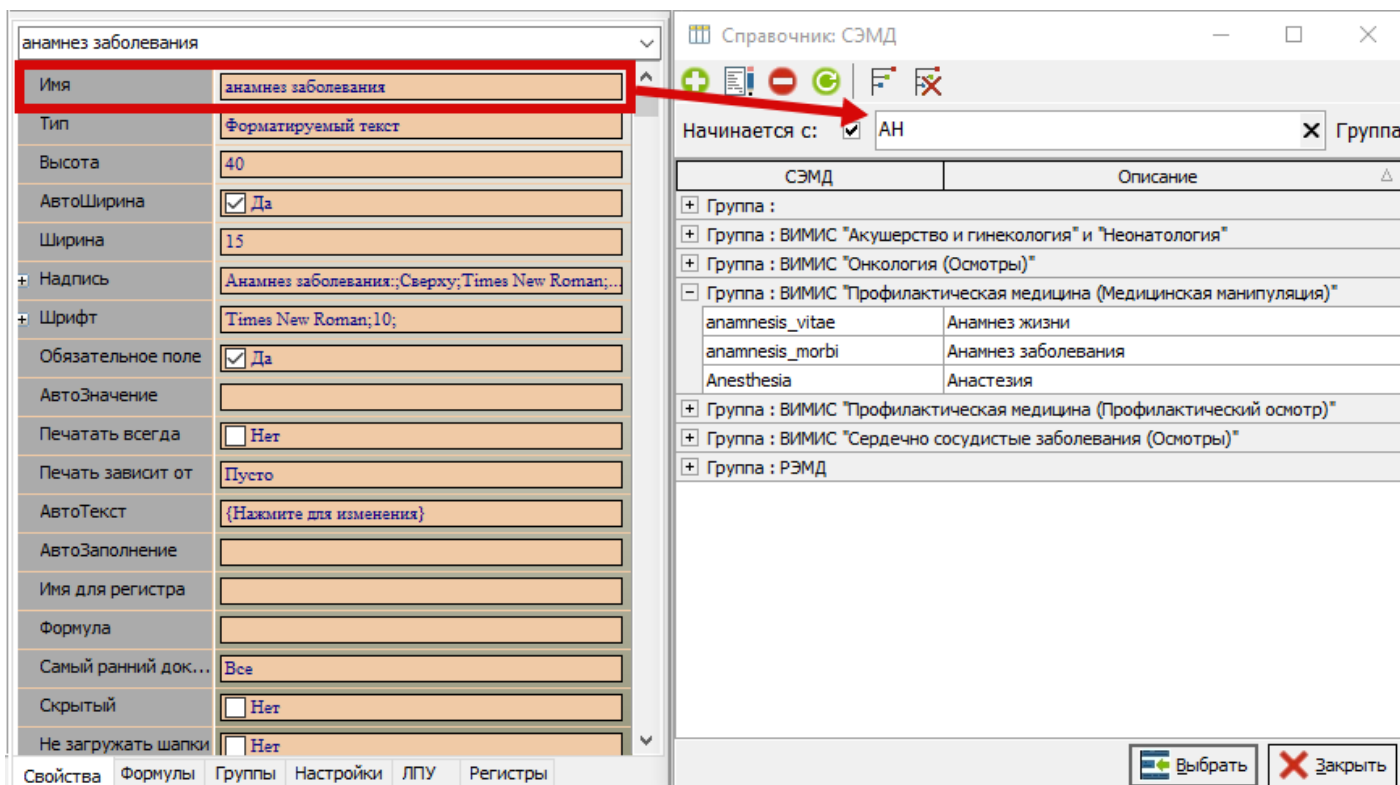 анамнез заболевания
Имя анамнез заболевания
Тип Форматируемый текст
Высота 40
АвтоШирина Да
Ширина 15
Надпись Анамнез заболевания:;Сверху;Times New Roman;...
Шрифт Times New Roman;10;
Обязательное поле Да
АвтоЗначение
Печатать всегда Нет
Печать зависит от Пусто
АвтоТекст {Нажмите для изменения}
АвтоЗаполнение
Имя для регистра
Формула
Самый ранний док... Все
Скрытый Нет
Не загружать шапки Нет
Свойства Формулы Группы Настройки ЛПУ Регистры
Справочник: СЭМД
Начинается с: АН Группа
СЭМД Описание
Группа :
Группа : ВИМИС "Акушерство и гинекология" и "Неонатология"
Группа : ВИМИС "Онкология (Осмотры)"
Группа : ВИМИС "Профилактическая медицина (Медицинская манипуляция)"
anamnesis_vitae Анамнез жизни
anamnesis_morbi Анамнез заболевания
Anesthesia Анастезия
Группа : ВИМИС "Профилактическая медицина (Профилактический осмотр)"
Группа : ВИМИС "Сердечно сосудистые заболевания (Осмотры)"
Группа : РЭМД
Выбрать Закрыть